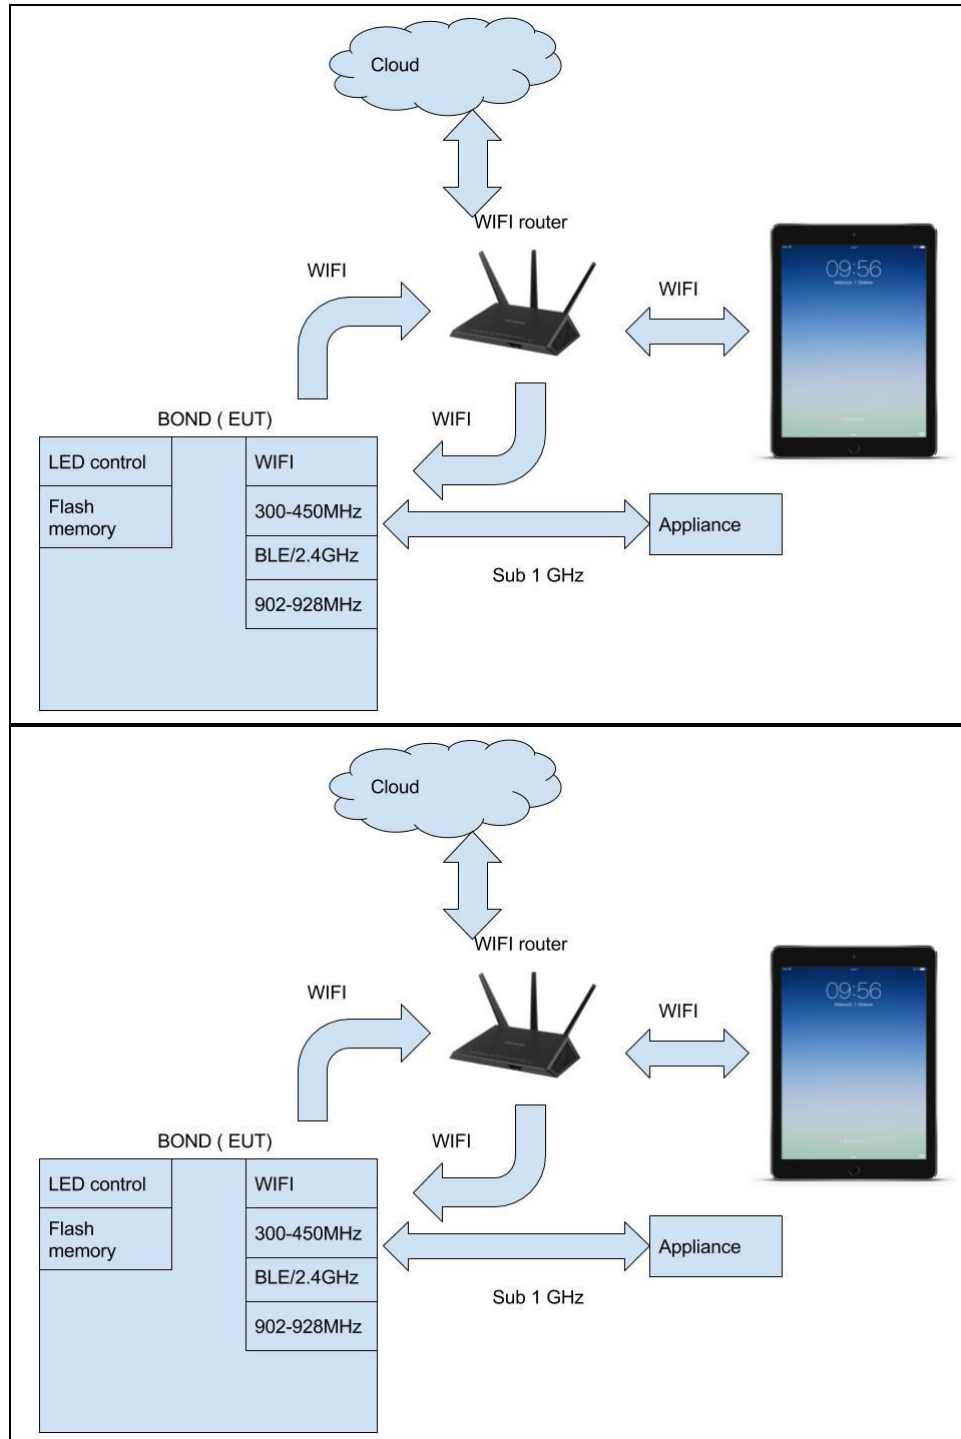 Cloud
WIFI router
WIFI
09:56
WIFI
BOND ( EUT)
WIFI
LED control
WIFI
Flash
memory
300-450MHz
Appliance
BLE/2.4GHz
Sub 1 GHz
902-928MHz
Cloud
WIFI router
WIFI
09:56
WIFI
BOND ( EUT)
WIFI
LED control
WIFI
Flash
memory
300-450MHz
Appliance
BLE/2.4GHz
Sub 1 GHz
902-928MHz